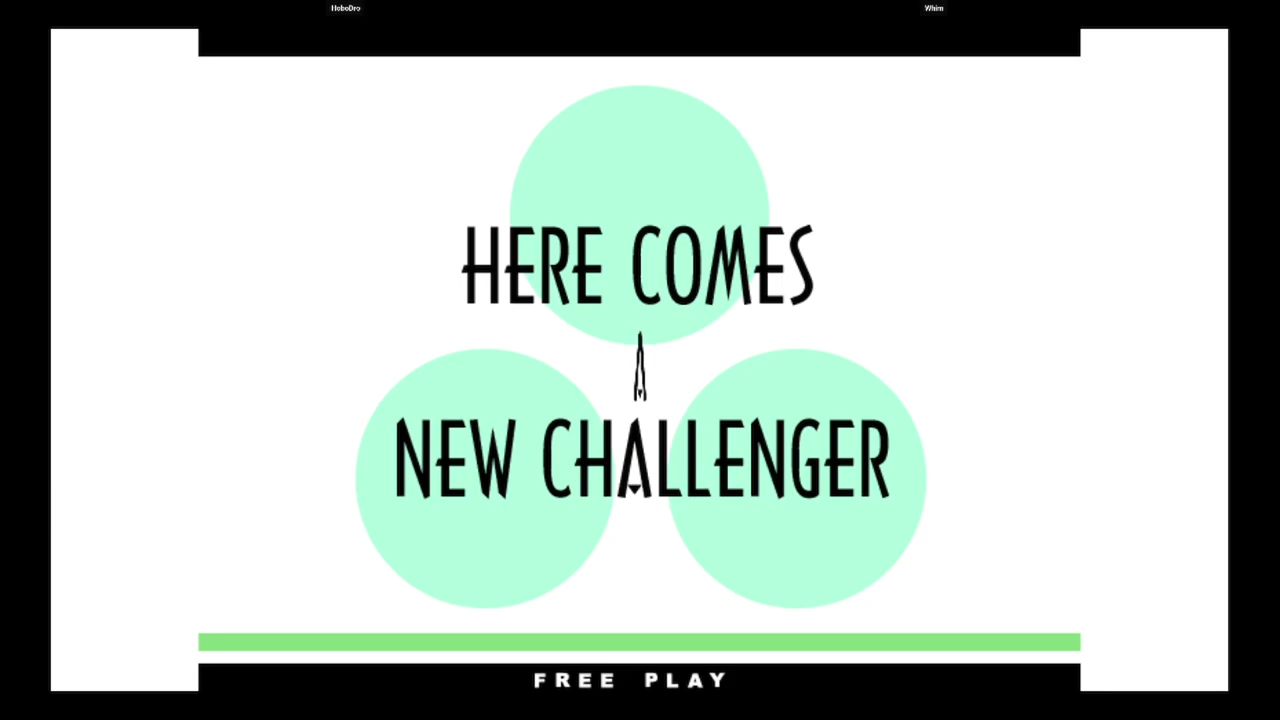 HoboDro
Whim
HERE COMES
A
NEW CHALLENGER
FREE PLAY